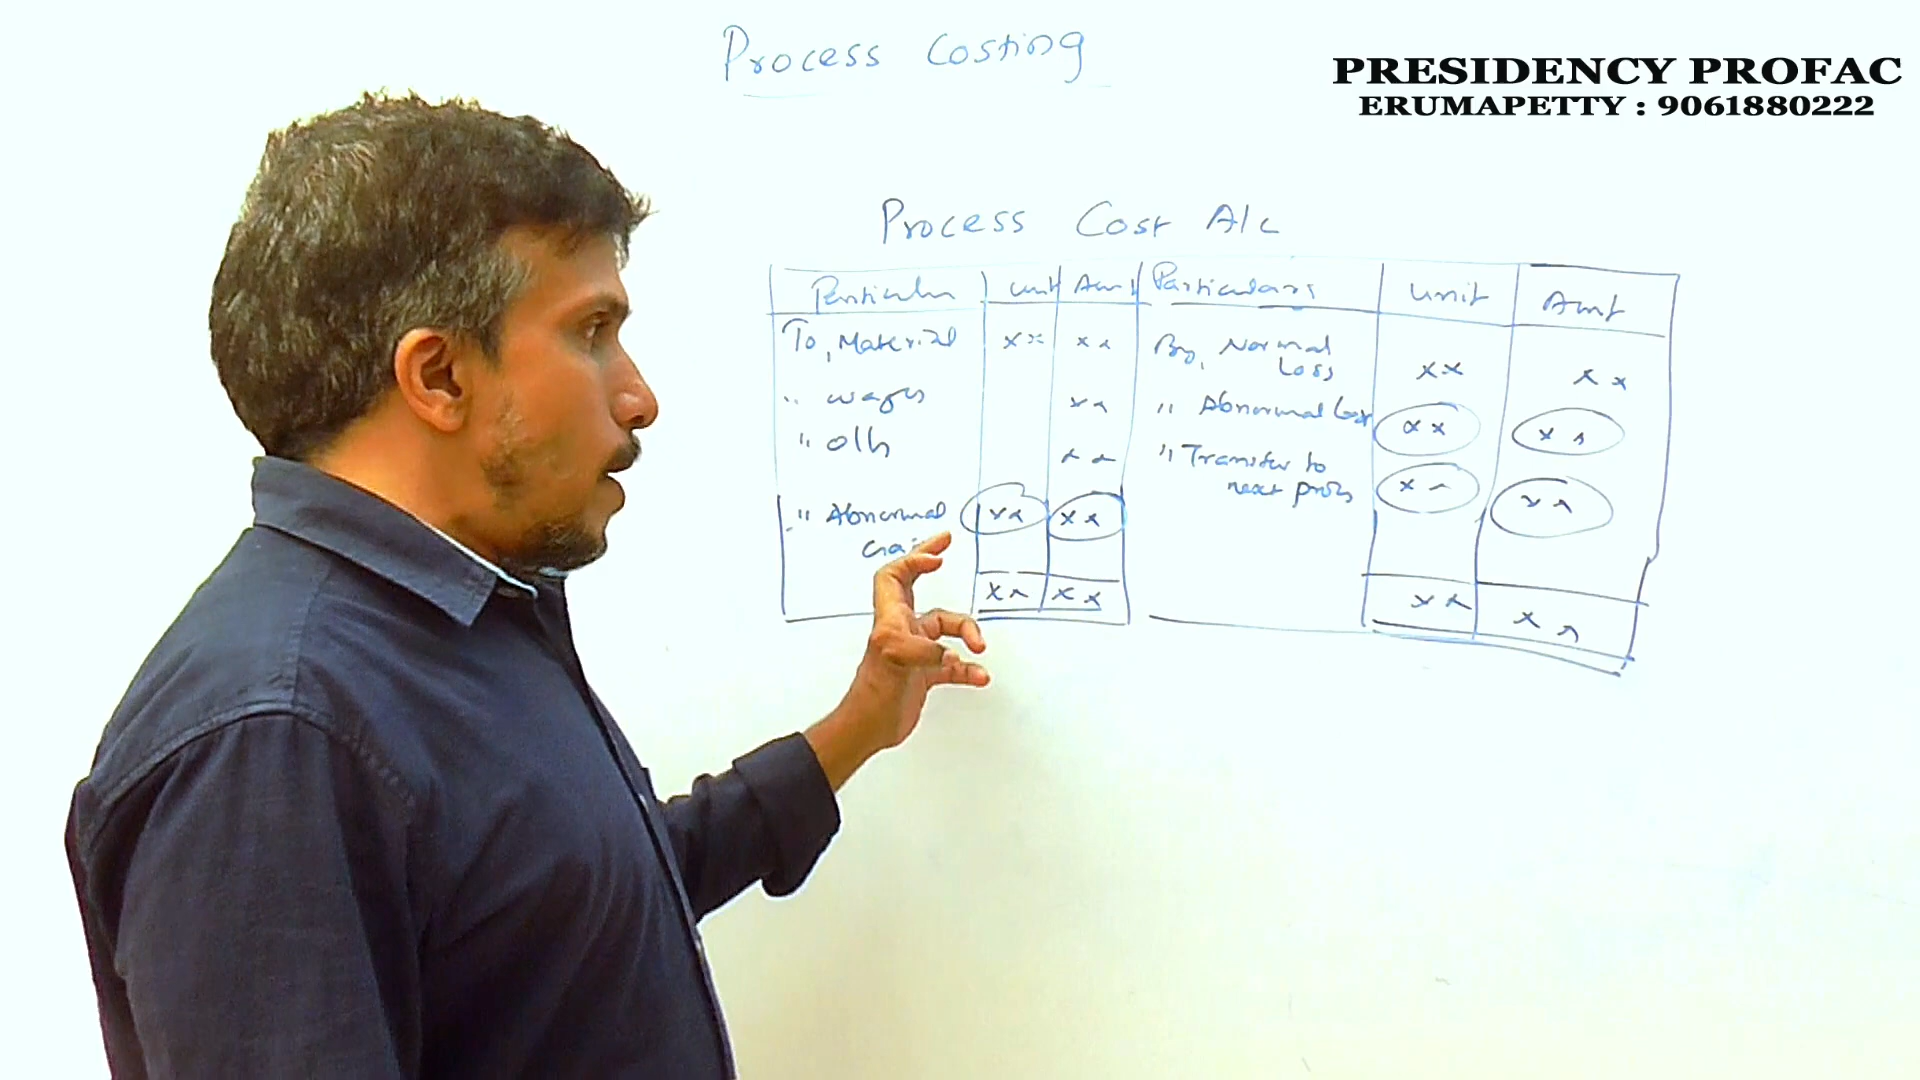 Process Costing
PRESIDENCY PROFAC
ERUMAPETTY : 9061880222
Process Cost A/c
Particular Unit Amt Particulars Unit Amt
To, Material xx xx By, Normal Loss xx xx
" wages xx " Abnormal Loss xx xx
" o/h xx " Transfer to next process xx xx
" Abnormal Gain xx xx
xx xx xx xx